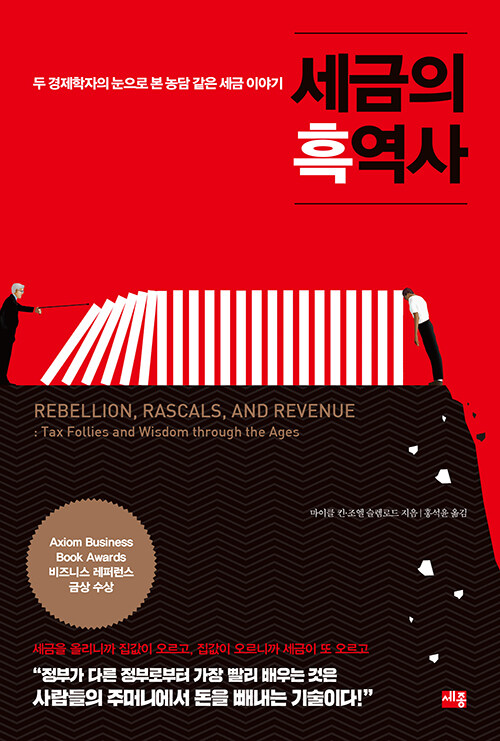 두 경제학자의 눈으로 본 농담 같은 세금 이야기
세금의
흑역사
REBELLION, RASCALS, AND REVENUE
: Tax Follies and Wisdom through the Ages
마이클 킨·조엘 슬렘로드 지음 | 홍석윤 옮김
Axiom Business
Book Awards
비즈니스 레퍼런스
금상 수상
세금을 올리니까 집값이 오르고, 집값이 오르니까 세금이 또 오르고
“정부가 다른 정부로부터 가장 빨리 배우는 것은
사람들의 주머니에서 돈을 빼내는 기술이다!”
세종